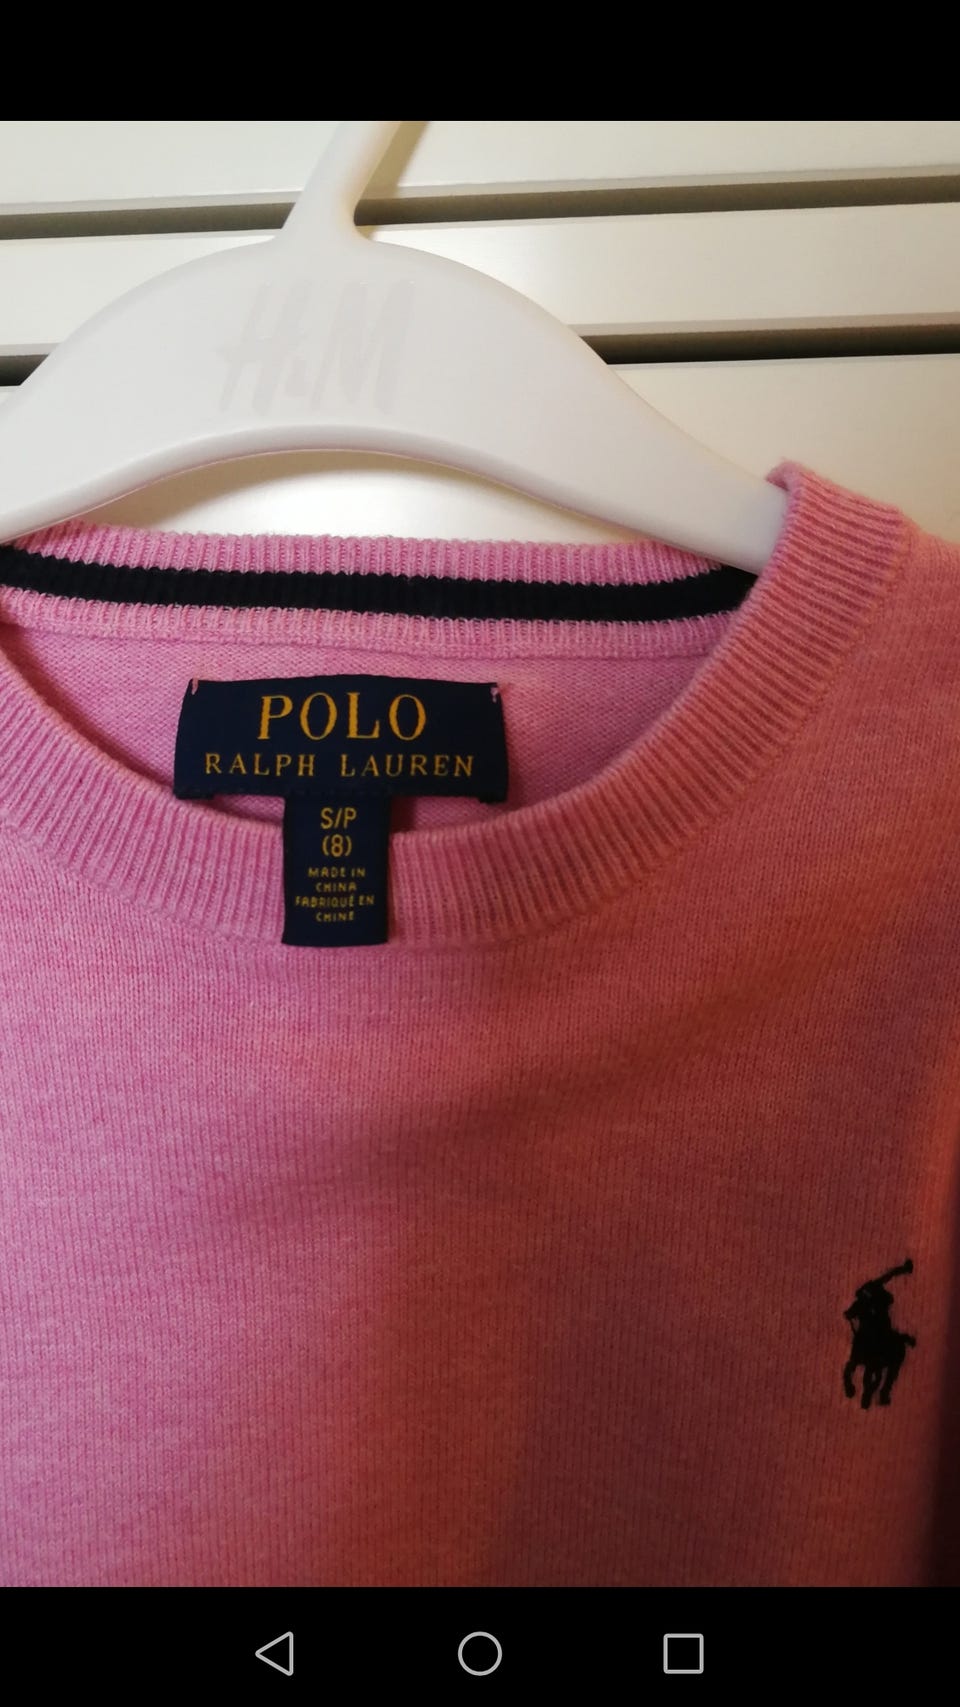 H&M
POLO
RALPH LAUREN
S/P
(8)
MADE IN
CHINA
FABRIQUÉ EN
CHINE